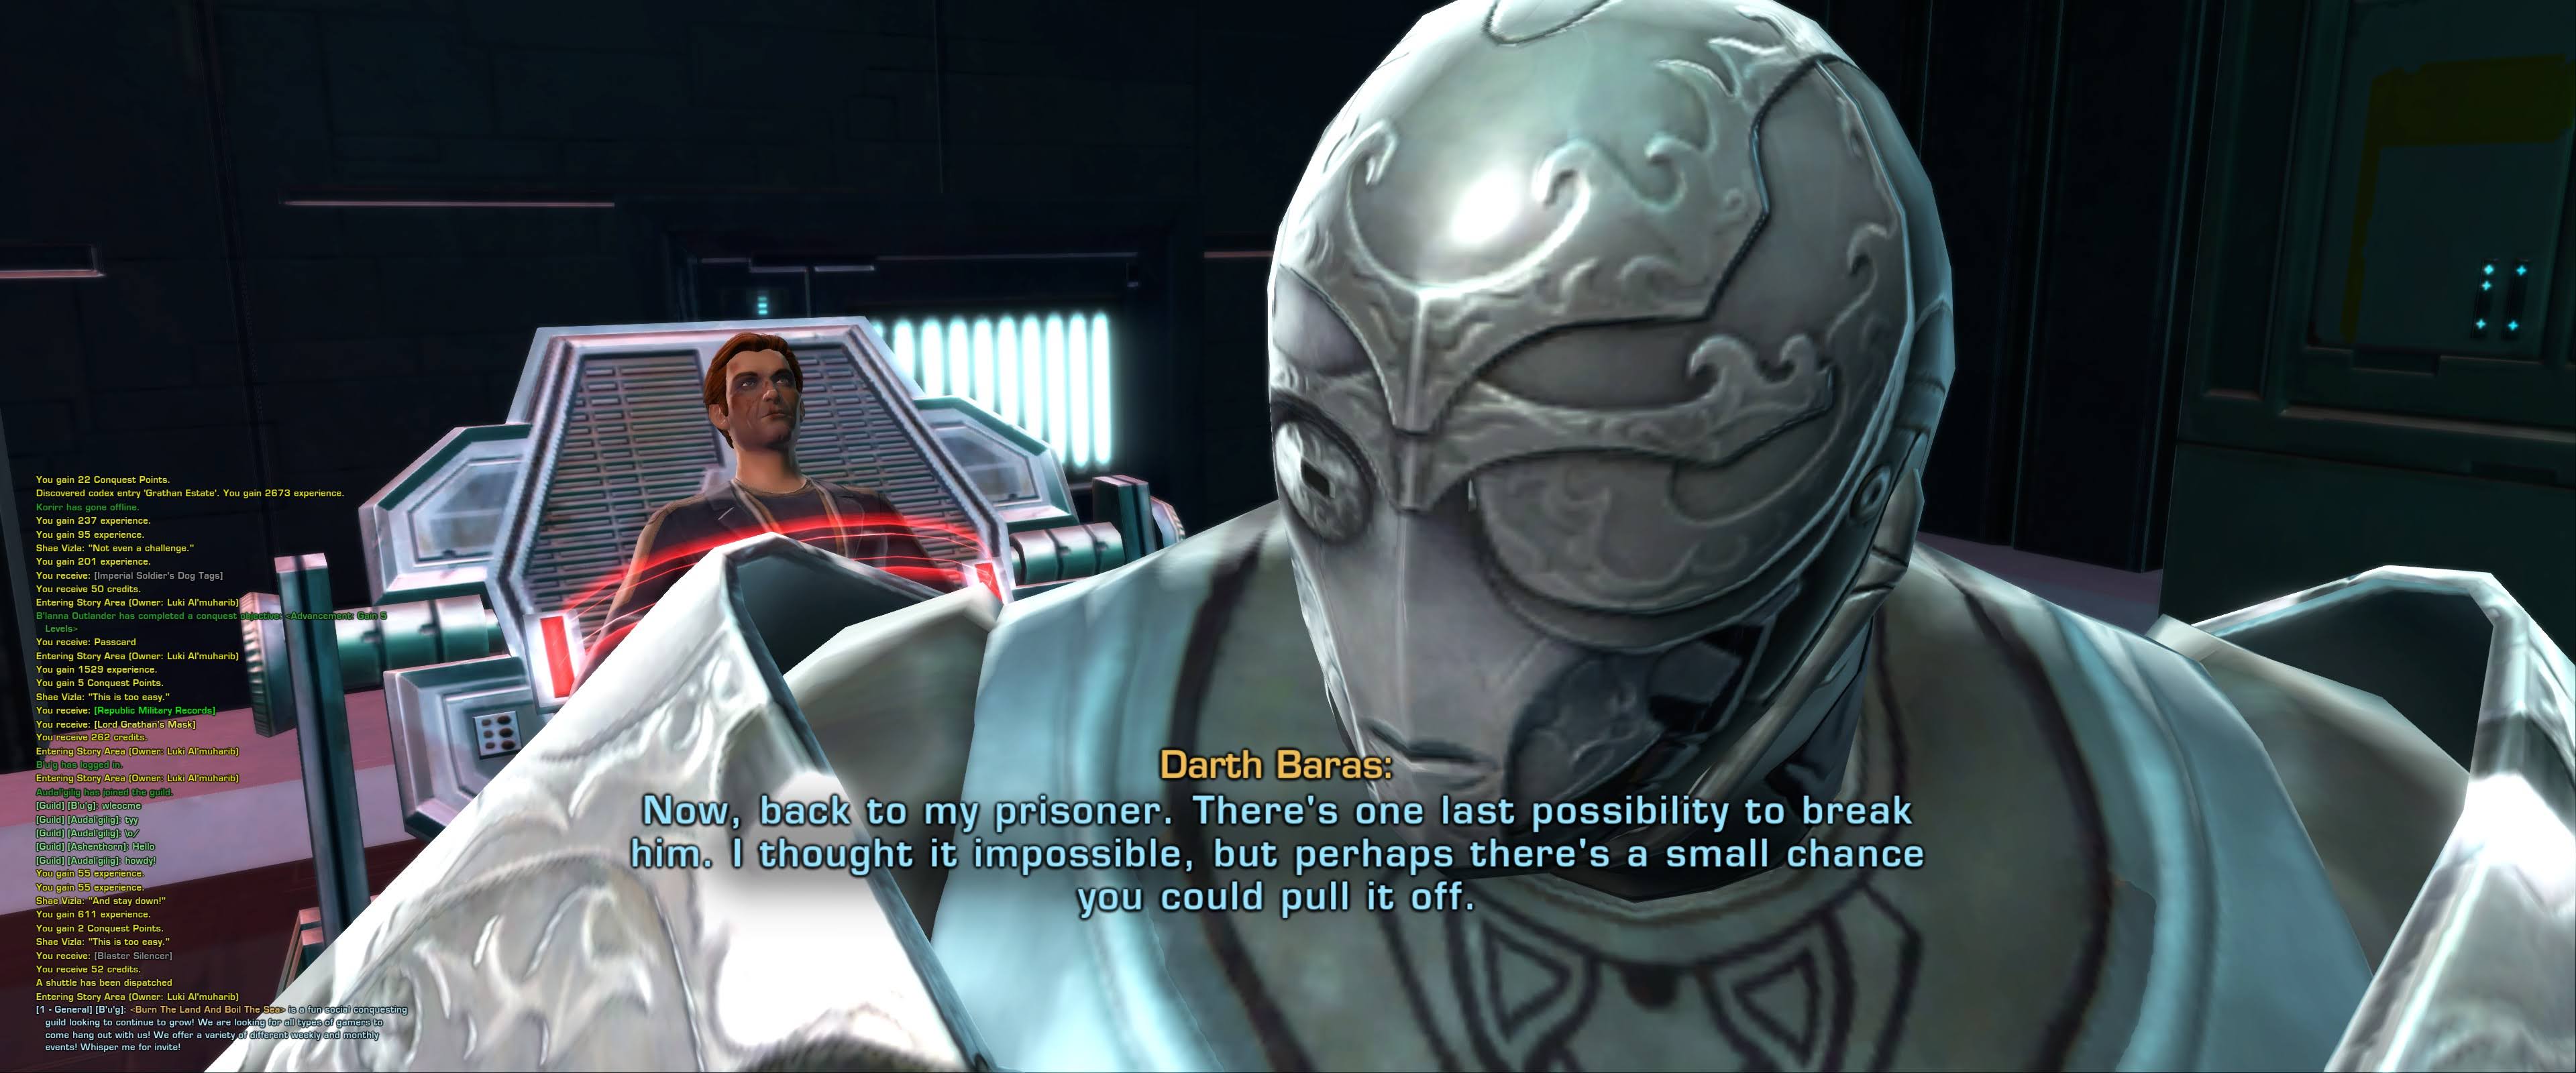 You gain 22 Conquest Points.
Discovered codex entry 'Grathan Estate'. You gain 2673 experience.
Korirr has gone offline.
You gain 237 experience.
You gain 95 experience.
Shae Vizla: "Not even a challenge."
You gain 201 experience.
You receive: [Imperial Soldier's Dog Tags]
You receive 50 credits.
Entering Story Area (Owner: Luki Al'muharib)
B'lanna Outlander has completed a conquest objective: <Advancement: Gain 5
Levels>
You receive: Passcard
Entering Story Area (Owner: Luki Al'muharib)
You gain 1529 experience.
You gain 5 Conquest Points.
Shae Vizla: "This is too easy."
You receive: [Republic Military Records]
You receive: [Lord Grathan's Mask]
You receive 262 credits.
Entering Story Area (Owner: Luki Al'muharib)
B'u'g has logged in.
Entering Story Area (Owner: Luki Al'muharib)
Audal'gilig has joined the guild.
[Guild] [B'u'g]: wleocme
[Guild] [Audal'gilig]: tyy
[Guild] [Audal'gilig]: \o/
[Guild] [Ashenthorn]: Hello
[Guild] [Audal'gilig]: howdy!
You gain 55 experience.
You gain 55 experience.
Shae Vizla: "And stay down!"
You gain 611 experience.
You gain 2 Conquest Points.
Shae Vizla: "This is too easy."
You receive: [Blaster Silencer]
You receive 52 credits.
A shuttle has been dispatched
Entering Story Area (Owner: Luki Al'muharib)
[1 - General] [B'u'g]: <Burn The Land And Boil The Sea> is a fun social conquesting
guild looking to continue to grow! We are looking for all types of gamers to
come hang out with us! We offer a variety of different weekly and monthly
events! Whisper me for invite!
Darth Baras:
Now, back to my prisoner. There's one last possibility to break
him. I thought it impossible, but perhaps there's a small chance
you could pull it off.